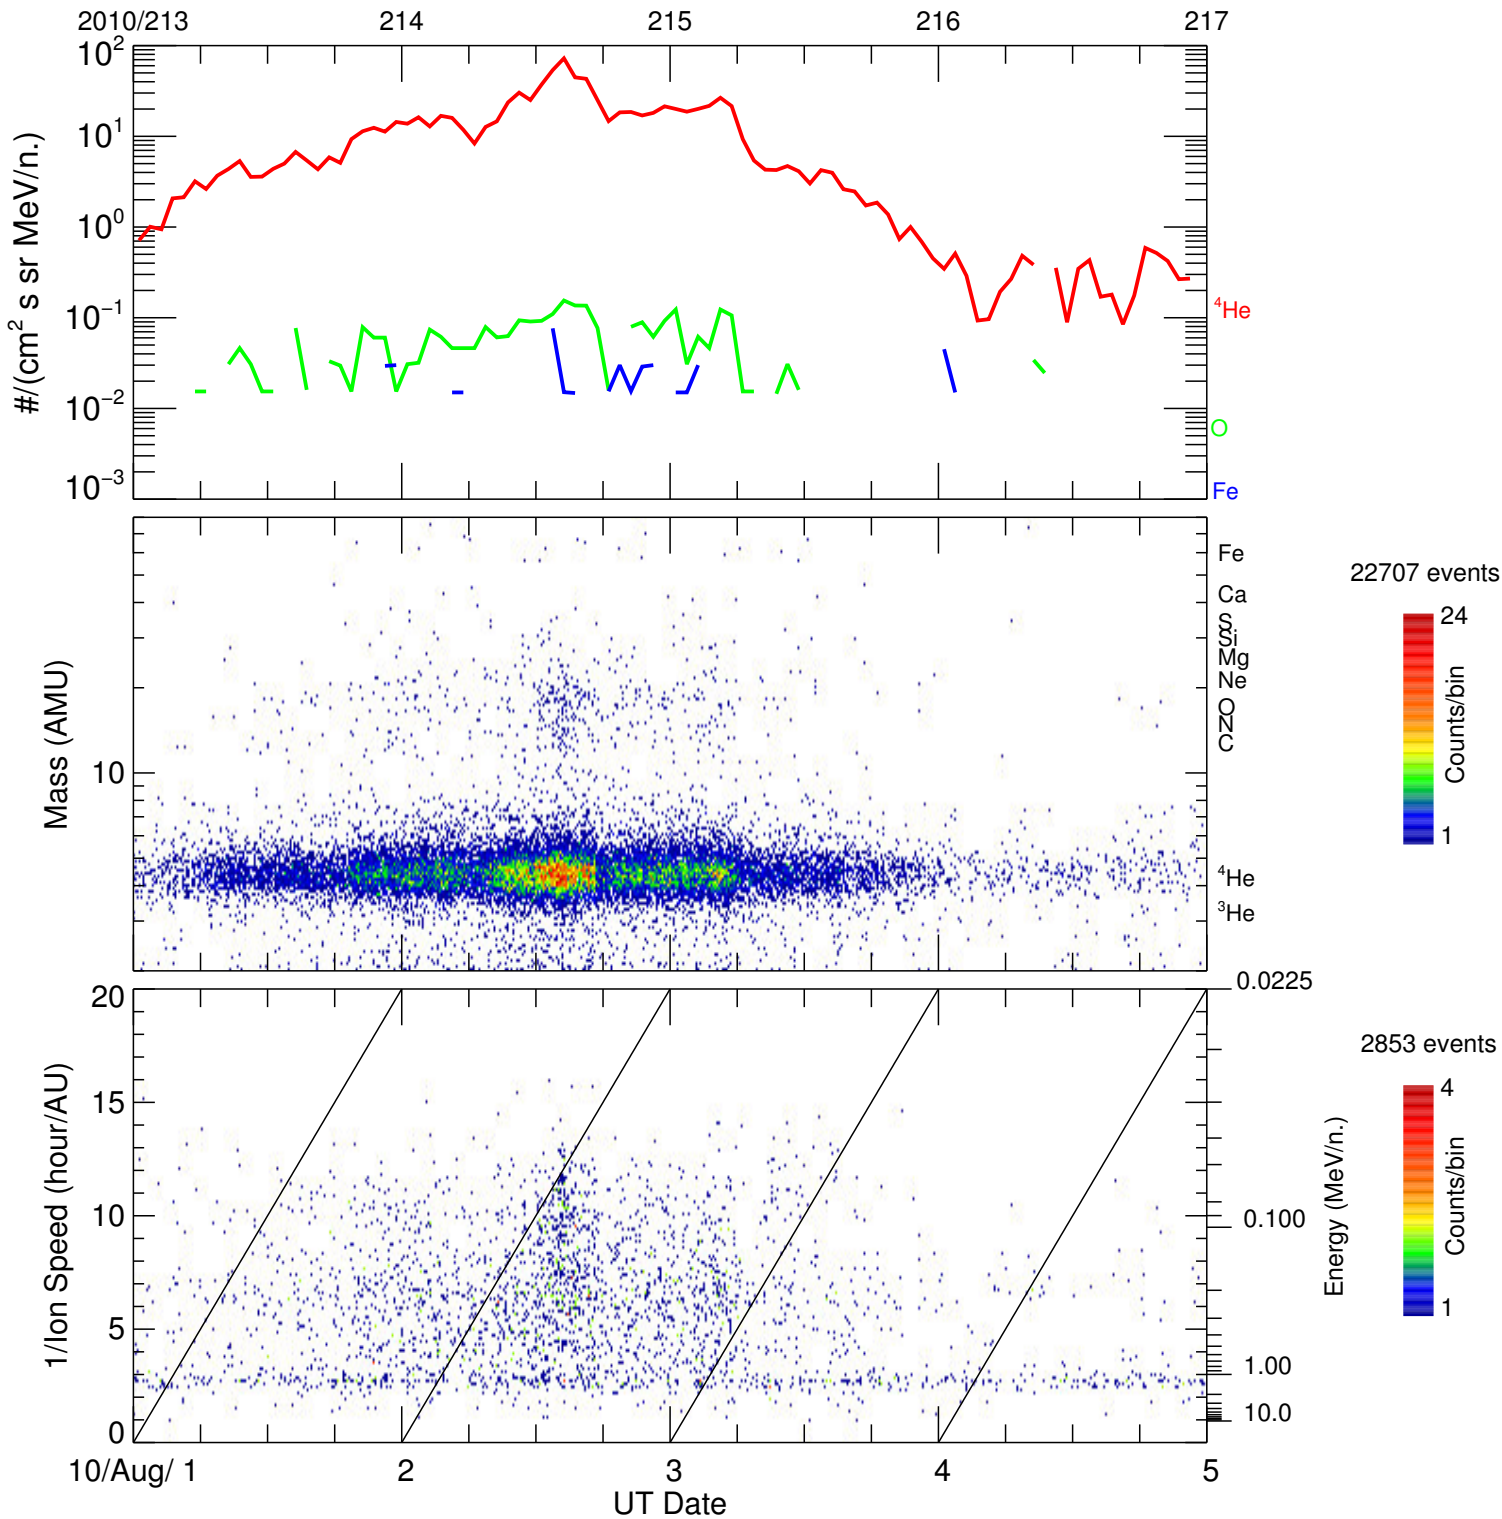 2010/213 214 215 216 217
10²
10¹
10⁰
10⁻¹
10⁻²
10⁻³
#/(cm² s sr MeV/n.)
⁴He
O
Fe
Mass (AMU)
10
Fe
Ca
S
Si
Mg
Ne
O
N
C
⁴He
³He
22707 events
24
Counts/bin
1
20
15
10
5
0
1/Ion Speed (hour/AU)
0.0225
0.100
1.00
10.0
Energy (MeV/n.)
2853 events
4
Counts/bin
1
10/Aug/ 1 2 3 4 5
UT Date